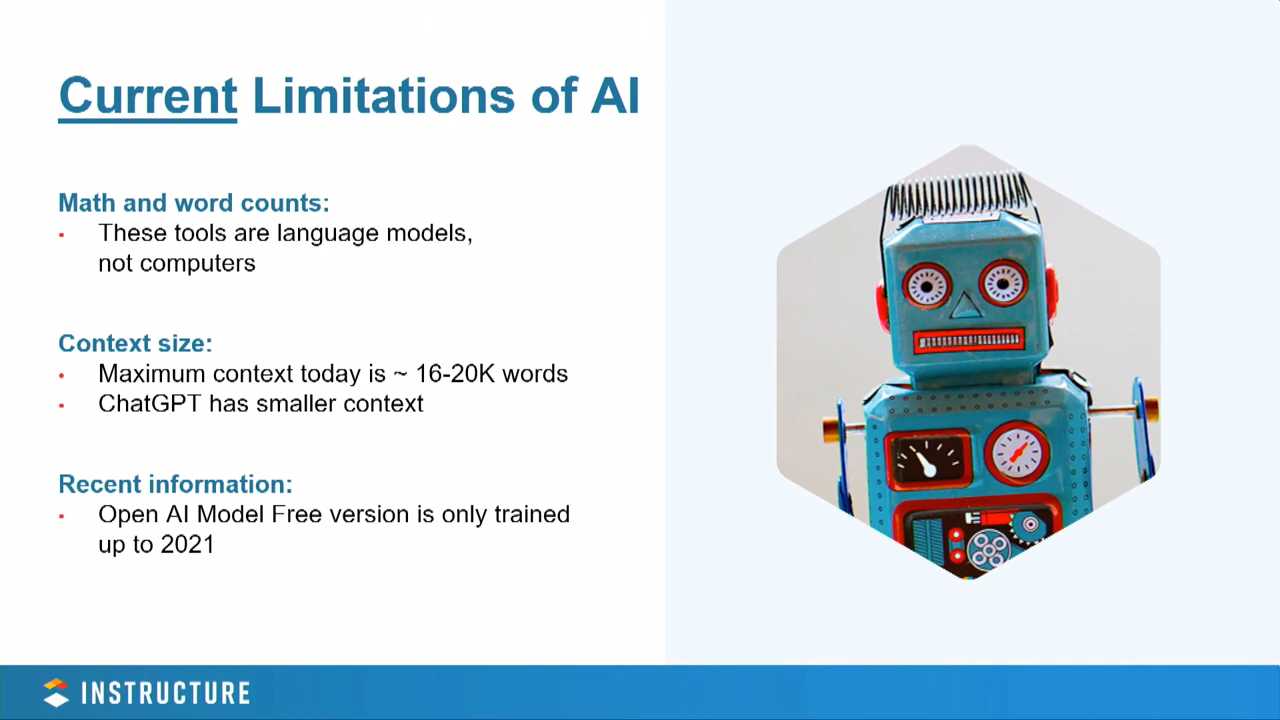 Current Limitations of AI
Math and word counts:
• These tools are language models,
not computers
Context size:
• Maximum context today is ~ 16-20K words
• ChatGPT has smaller context
Recent information:
• Open AI Model Free version is only trained
up to 2021
INSTRUCTURE